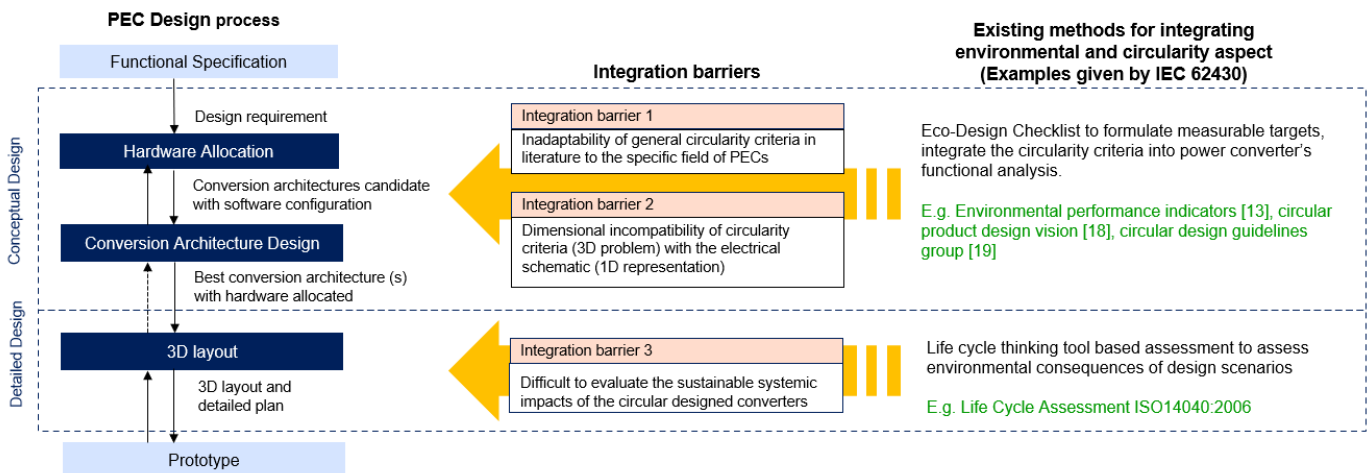 PEC Design process
Functional Specification
Design requirement
Hardware Allocation
Conversion architectures candidate
with software configuration
Conversion Architecture Design
Best conversion architecture (s)
with hardware allocated
3D layout
3D layout and
detailed plan
Prototype
Conceptual Design
Detailed Design
Integration barriers
Integration barrier 1
Inadaptability of general circularity criteria in
literature to the specific field of PECs
Integration barrier 2
Dimensional incompatibility of circularity
criteria (3D problem) with the electrical
schematic (1D representation)
Integration barrier 3
Difficult to evaluate the sustainable systemic
impacts of the circular designed converters
Existing methods for integrating
environmental and circularity aspect
(Examples given by IEC 62430)
Eco-Design Checklist to formulate measurable targets,
integrate the circularity criteria into power converter's
functional analysis.
E.g. Environmental performance indicators [13], circular
product design vision [18], circular design guidelines
group [19]
Life cycle thinking tool based assessment to assess
environmental consequences of design scenarios
E.g. Life Cycle Assessment ISO14040:2006